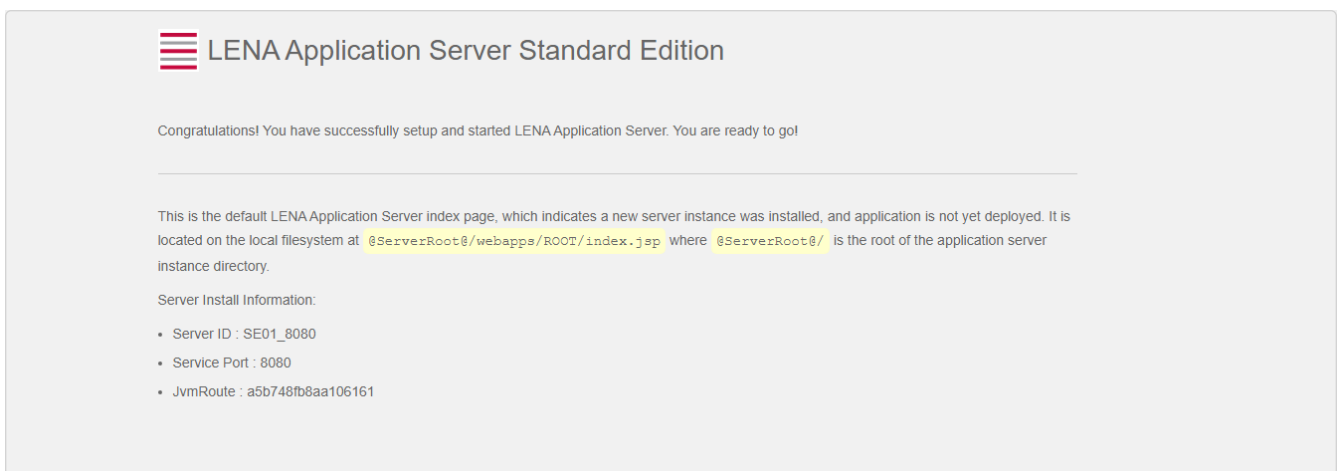 LENA Application Server Standard Edition
Congratulations! You have successfully setup and started LENA Application Server. You are ready to go!
This is the default LENA Application Server index page, which indicates a new server instance was installed, and application is not yet deployed. It is
located on the local filesystem at @ServerRoot@/webapps/ROOT/index.jsp where @ServerRoot@/ is the root of the application server
instance directory.
Server Install Information:
• Server ID : SE01_8080
• Service Port : 8080
• JvmRoute : a5b748fb8aa106161